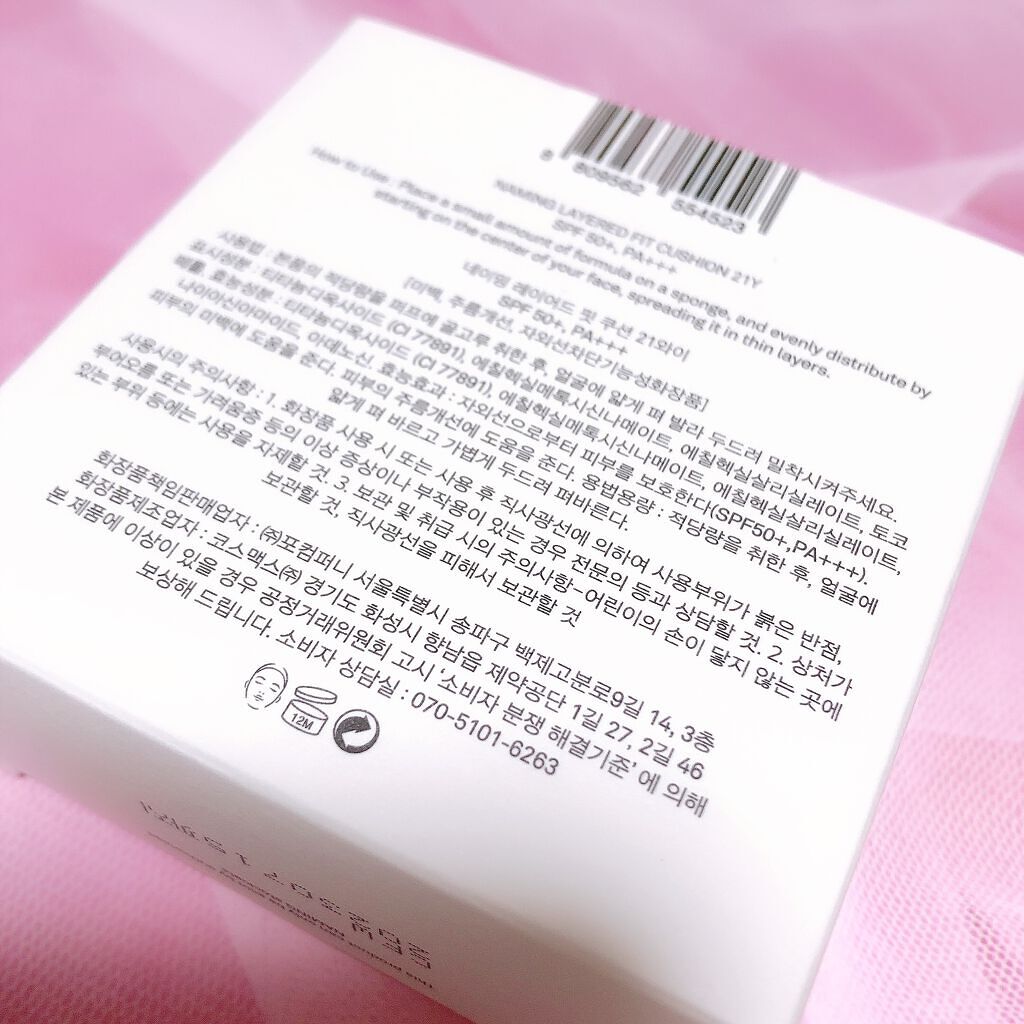 8 809562 554523
NAMING LAYERED FIT CUSHION 21Y
SPF 50+, PA+++
How to Use : Place a small amount of formula on a sponge, and evenly distribute by
starting on the center of your face, spreading it in thin layers.
네이밍 레이어드 핏 쿠션 21와이
SPF 50+, PA+++
[미백, 주름개선, 자외선차단기능성화장품]
사용법 : 본품의 적당량을 퍼프에 골고루 취한 후, 얼굴에 얇게 펴 발라 두드려 밀착시켜주세요.
표시성분 : 티타늄디옥사이드 (CI 77891), 에칠헥실메톡시신나메이트, 에칠헥실살리실레이트, 토코
페롤, 효능성분 : 티타늄디옥사이드 (CI 77891), 에칠헥실메톡시신나메이트, 에칠헥실살리실레이트,
나이아신아마이드, 아데노신. 효능효과 : 자외선으로부터 피부를 보호한다(SPF50+,PA+++).
피부의 미백에 도움을 준다. 피부의 주름개선에 도움을 준다. 용법용량 : 적당량을 취한 후, 얼굴에
얇게 펴 바르고 가볍게 두드려 펴바른다.
사용시의 주의사항 : 1. 화장품 사용 시 또는 사용 후 직사광선에 의하여 사용부위가 붉은 반점,
부어오름 또는 가려움증 등의 이상 증상이나 부작용이 있는 경우 전문의 등과 상담할 것. 2. 상처가
있는 부위 등에는 사용을 자제할 것. 3. 보관 및 취급 시의 주의사항-어린이의 손이 닿지 않는 곳에
보관할 것, 직사광선을 피해서 보관할 것
화장품책임판매업자 : ㈜포컴퍼니 서울특별시 송파구 백제고분로9길 14, 3층
화장품제조업자 : 코스맥스㈜ 경기도 화성시 향남읍 제약공단 1길 27, 2길 46
본 제품에 이상이 있을 경우 공정거래위원회 고시 '소비자 분쟁 해결기준' 에 의해
보상해 드립니다. 소비자 상담실 : 070-5101-6263
12M